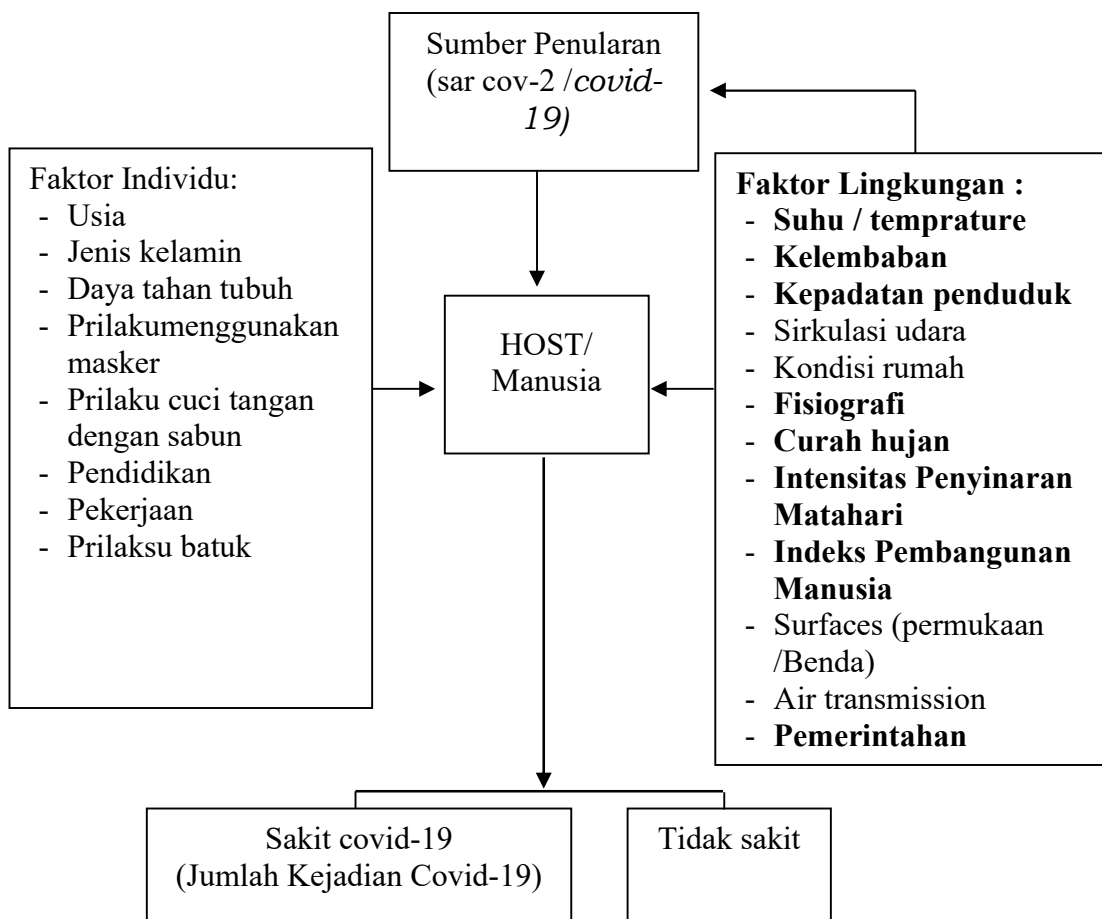 Sumber Penularan
(sar cov-2 /covid-
19)
Faktor Individu:
- Usia
- Jenis kelamin
- Daya tahan tubuh
- Prilakumenggunakan
masker
- Prilaku cuci tangan
dengan sabun
- Pendidikan
- Pekerjaan
- Prilaksu batuk
HOST/
Manusia
Faktor Lingkungan :
- Suhu / temprature
- Kelembaban
- Kepadatan penduduk
- Sirkulasi udara
- Kondisi rumah
- Fisiografi
- Curah hujan
- Intensitas Penyinaran
Matahari
- Indeks Pembangunan
Manusia
- Surfaces (permukaan
/Benda)
- Air transmission
- Pemerintahan
Sakit covid-19
(Jumlah Kejadian Covid-19)
Tidak sakit